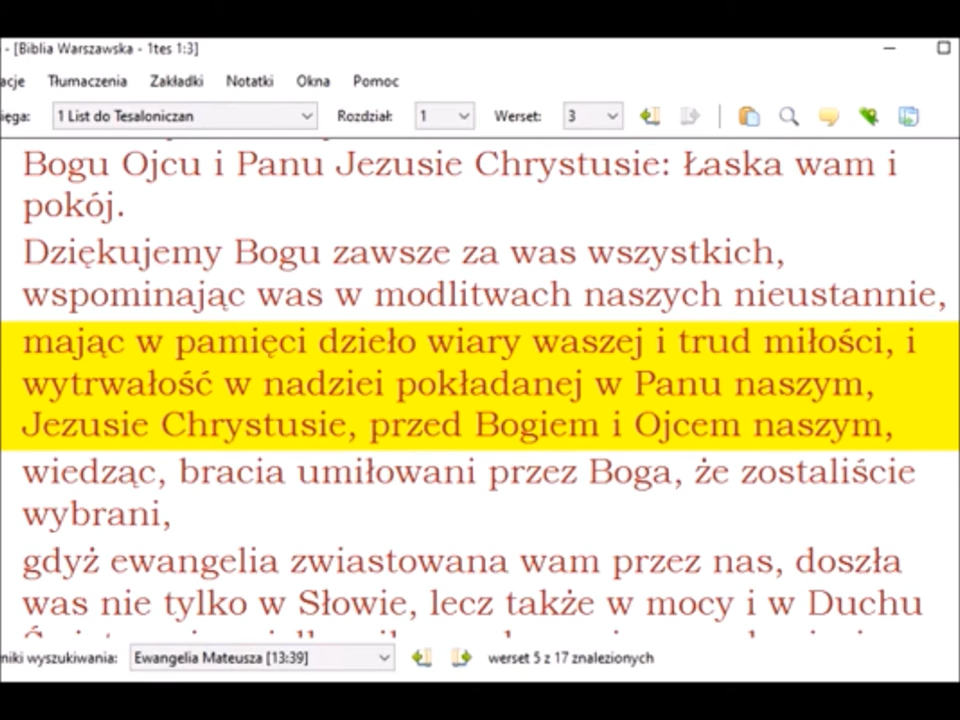 - [Biblia Warszawska - 1tes 1:3]
acje Tłumaczenia Zakładki Notatki Okna Pomoc
ięga: 1 List do Tesaloniczan Rozdział: 1 Werset: 3
Bogu Ojcu i Panu Jezusie Chrystusie: Łaska wam i
pokój.
Dziękujemy Bogu zawsze za was wszystkich,
wspominając was w modlitwach naszych nieustannie,
mając w pamięci dzieło wiary waszej i trud miłości, i
wytrwałość w nadziei pokładanej w Panu naszym,
Jezusie Chrystusie, przed Bogiem i Ojcem naszym,
wiedząc, bracia umiłowani przez Boga, że zostaliście
wybrani,
gdyż ewangelia zwiastowana wam przez nas, doszła
was nie tylko w Słowie, lecz także w mocy i w Duchu
niki wyszukiwania: Ewangelia Mateusza [13:39] werset 5 z 17 znalezionych